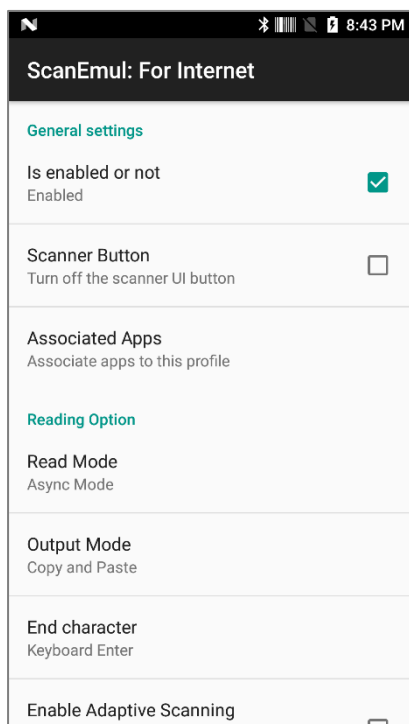 8:43 PM
ScanEmul: For Internet
General settings
Is enabled or not
Enabled
Scanner Button
Turn off the scanner UI button
Associated Apps
Associate apps to this profile
Reading Option
Read Mode
Async Mode
Output Mode
Copy and Paste
End character
Keyboard Enter
Enable Adaptive Scanning